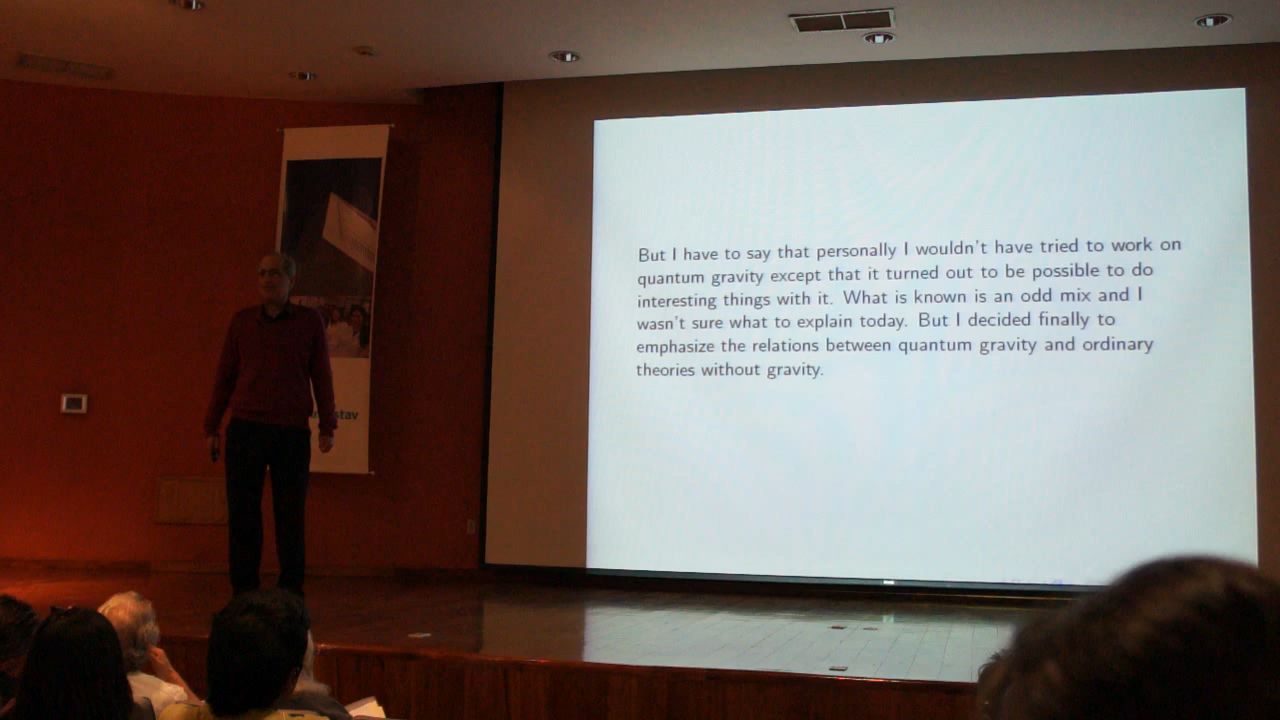 But I have to say that personally I wouldn't have tried to work on
quantum gravity except that it turned out to be possible to do
interesting things with it. What is known is an odd mix and I
wasn't sure what to explain today. But I decided finally to
emphasize the relations between quantum gravity and ordinary
theories without gravity.